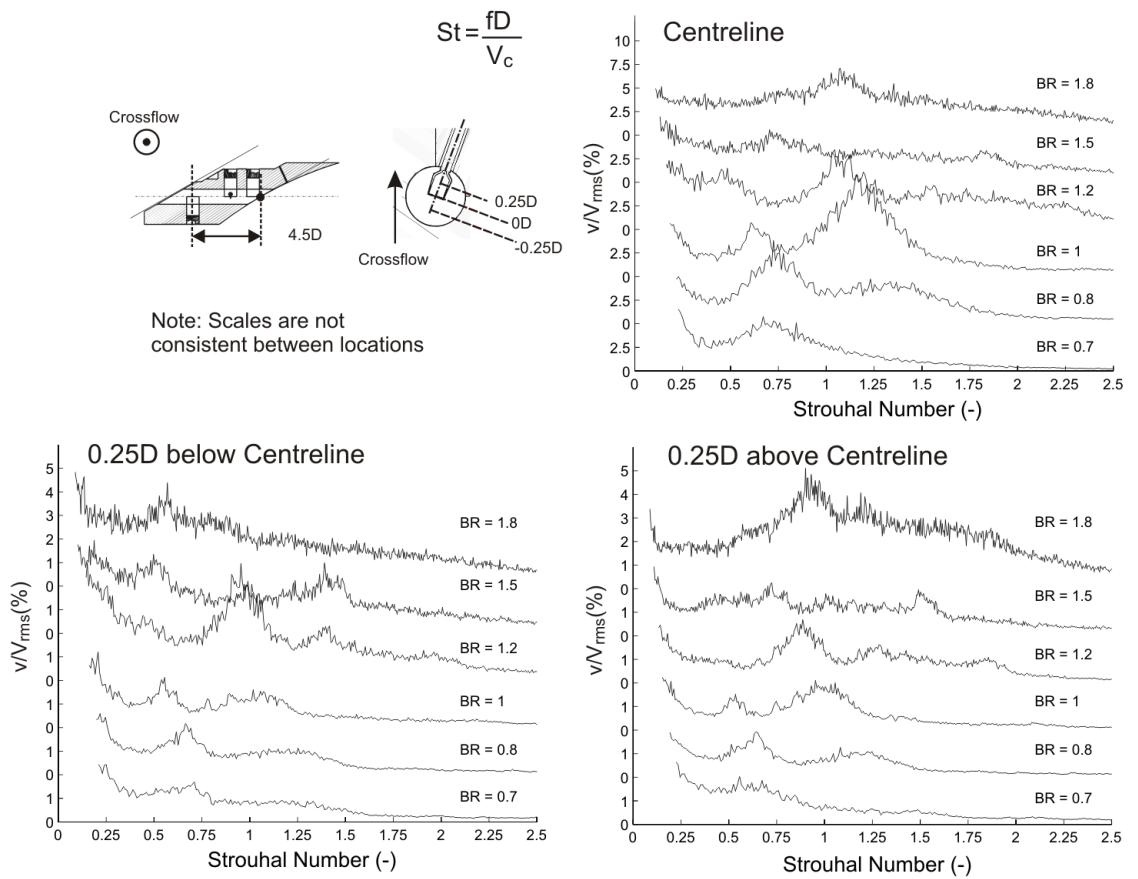 St = fD / Vc
Crossflow
4.5D
0.25D
0D
-0.25D
Crossflow
Note: Scales are not
consistent between locations
Centreline
10
7.5
5
2.5
0
2.5
0
2.5
0
2.5
0
2.5
0
2.5
0
v/Vrms(%)
BR = 1.8
BR = 1.5
BR = 1.2
BR = 1
BR = 0.8
BR = 0.7
0 0.25 0.5 0.75 1 1.25 1.5 1.75 2 2.25 2.5
Strouhal Number (-)
0.25D below Centreline
5
4
3
2
1
0
1
0
1
0
1
0
1
0
1
0
v/Vrms(%)
BR = 1.8
BR = 1.5
BR = 1.2
BR = 1
BR = 0.8
BR = 0.7
0 0.25 0.5 0.75 1 1.25 1.5 1.75 2 2.25 2.5
Strouhal Number (-)
0.25D above Centreline
5
4
3
2
1
0
1
0
1
0
1
0
1
0
1
0
v/Vrms(%)
BR = 1.8
BR = 1.5
BR = 1.2
BR = 1
BR = 0.8
BR = 0.7
0 0.25 0.5 0.75 1 1.25 1.5 1.75 2 2.25 2.5
Strouhal Number (-)